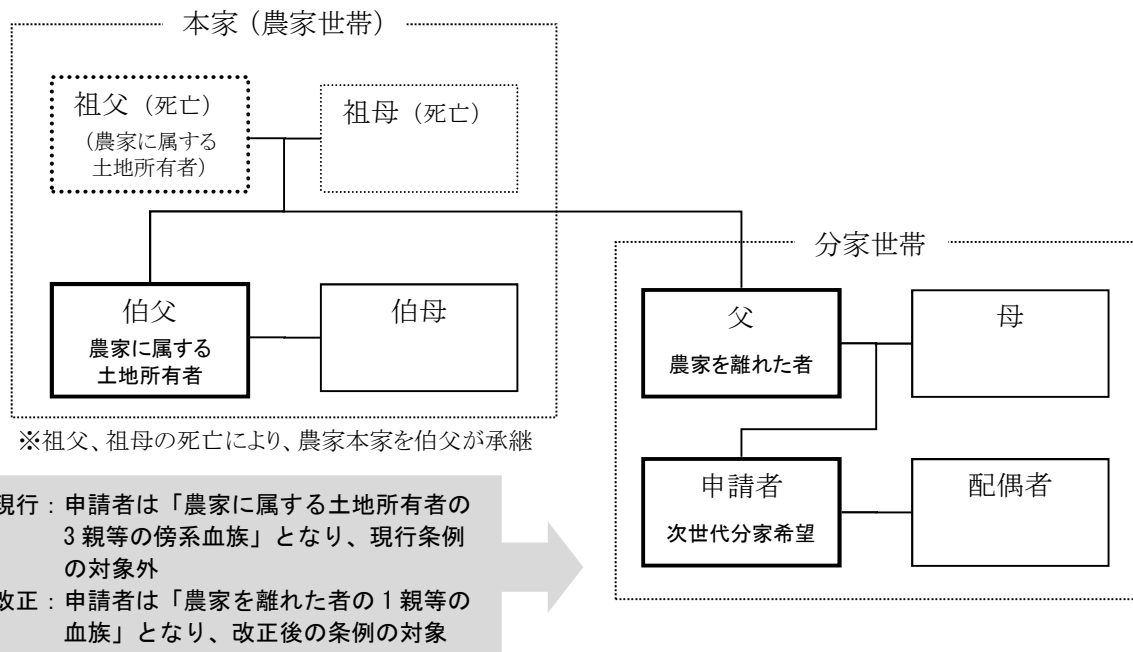 本家（農家世帯）
祖父（死亡）
（農家に属する
土地所有者）
祖母（死亡）
伯父
農家に属する
土地所有者
伯母
※祖父、祖母の死亡により、農家本家を伯父が承継
分家世帯
父
農家を離れた者
母
申請者
次世代分家希望
配偶者
現行：申請者は「農家に属する土地所有者の
3親等の傍系血族」となり、現行条例
の対象外
改正：申請者は「農家を離れた者の1親等の
血族」となり、改正後の条例の対象